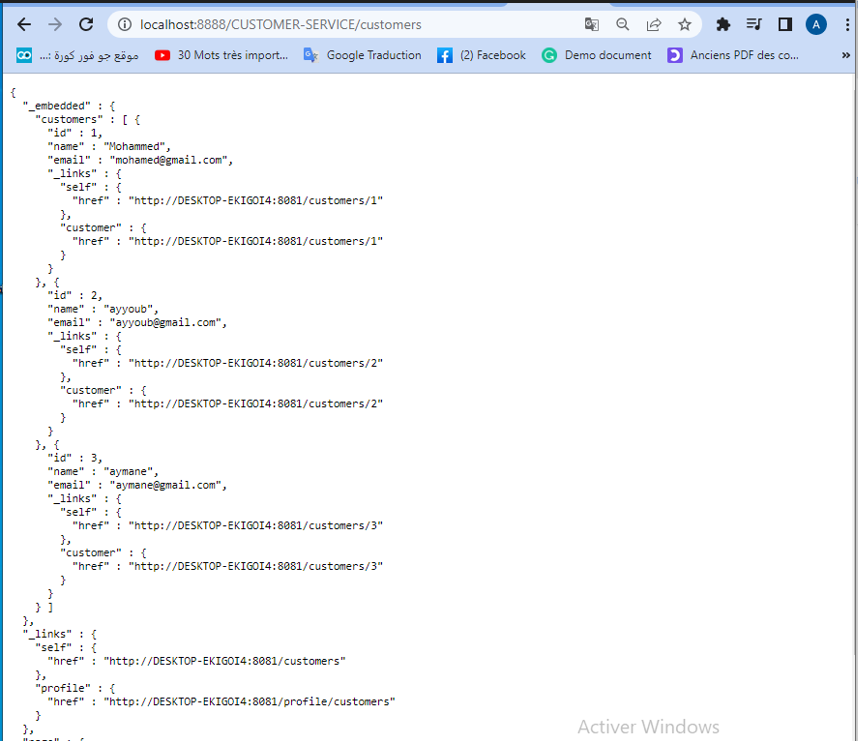 localhost:8888/CUSTOMER-SERVICE/customers
A
موقع جو فور كورة :...
30 Mots très import...
Google Traduction
(2) Facebook
Demo document
Anciens PDF des co...
»
{
"_embedded" : {
"customers" : [ {
"id" : 1,
"name" : "Mohammed",
"email" : "mohamed@gmail.com",
"_links" : {
"self" : {
"href" : "http://DESKTOP-EKIGOI4:8081/customers/1"
},
"customer" : {
"href" : "http://DESKTOP-EKIGOI4:8081/customers/1"
}
}
}, {
"id" : 2,
"name" : "ayyoub",
"email" : "ayyoub@gmail.com",
"_links" : {
"self" : {
"href" : "http://DESKTOP-EKIGOI4:8081/customers/2"
},
"customer" : {
"href" : "http://DESKTOP-EKIGOI4:8081/customers/2"
}
}
}, {
"id" : 3,
"name" : "aymane",
"email" : "aymane@gmail.com",
"_links" : {
"self" : {
"href" : "http://DESKTOP-EKIGOI4:8081/customers/3"
},
"customer" : {
"href" : "http://DESKTOP-EKIGOI4:8081/customers/3"
}
}
} ]
},
"_links" : {
"self" : {
"href" : "http://DESKTOP-EKIGOI4:8081/customers"
},
"profile" : {
"href" : "http://DESKTOP-EKIGOI4:8081/profile/customers"
}
},
Activer Windows